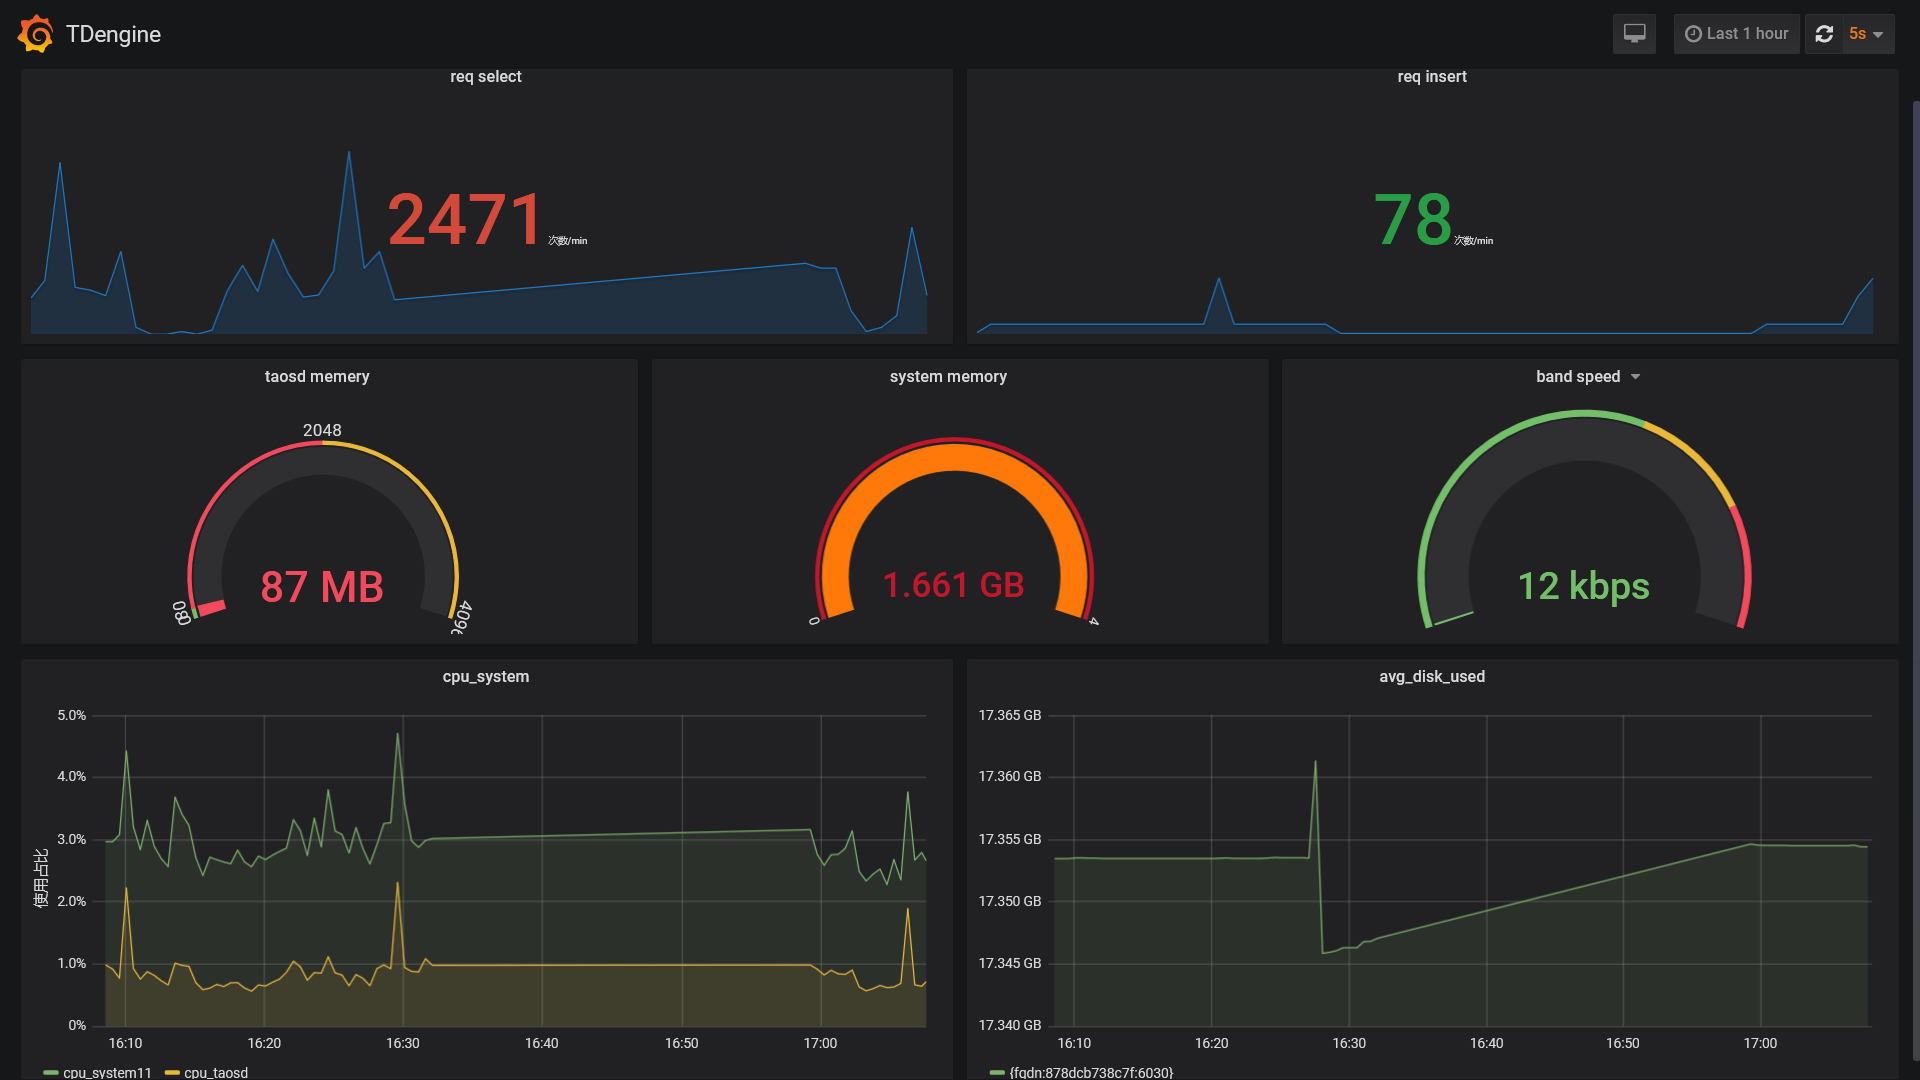 TDengine
Last 1 hour
5s
req select
2471 次数/min
req insert
78 次数/min
taosd memery
0
80
2048
4096
87 MB
system memory
0
4
1.661 GB
band speed
12 kbps
cpu_system
使用占比
5.0%
4.0%
3.0%
2.0%
1.0%
0%
16:10 16:20 16:30 16:40 16:50 17:00
cpu_system11 cpu_taosd
avg_disk_used
17.365 GB
17.360 GB
17.355 GB
17.350 GB
17.345 GB
17.340 GB
16:10 16:20 16:30 16:40 16:50 17:00
{fqdn:878dcb738c7f:6030}